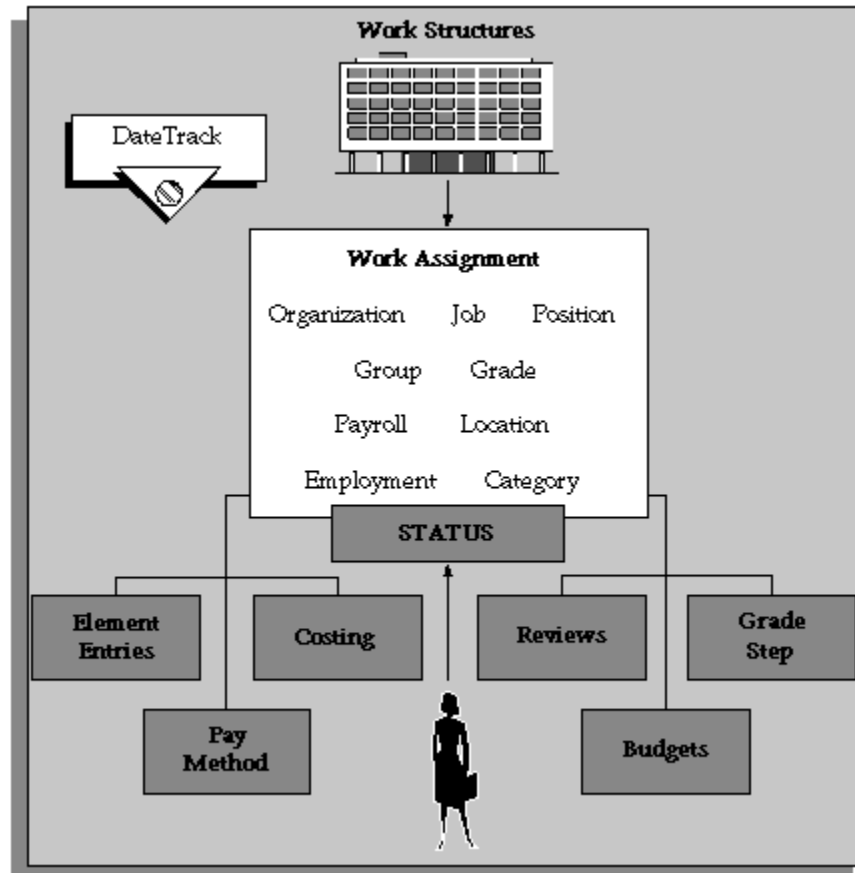 Work Structures
DateTrack
Work Assignment
Organization Job Position
Group Grade
Payroll Location
Employment Category
STATUS
Element
Entries
Costing
Reviews
Grade
Step
Pay
Method
Budgets